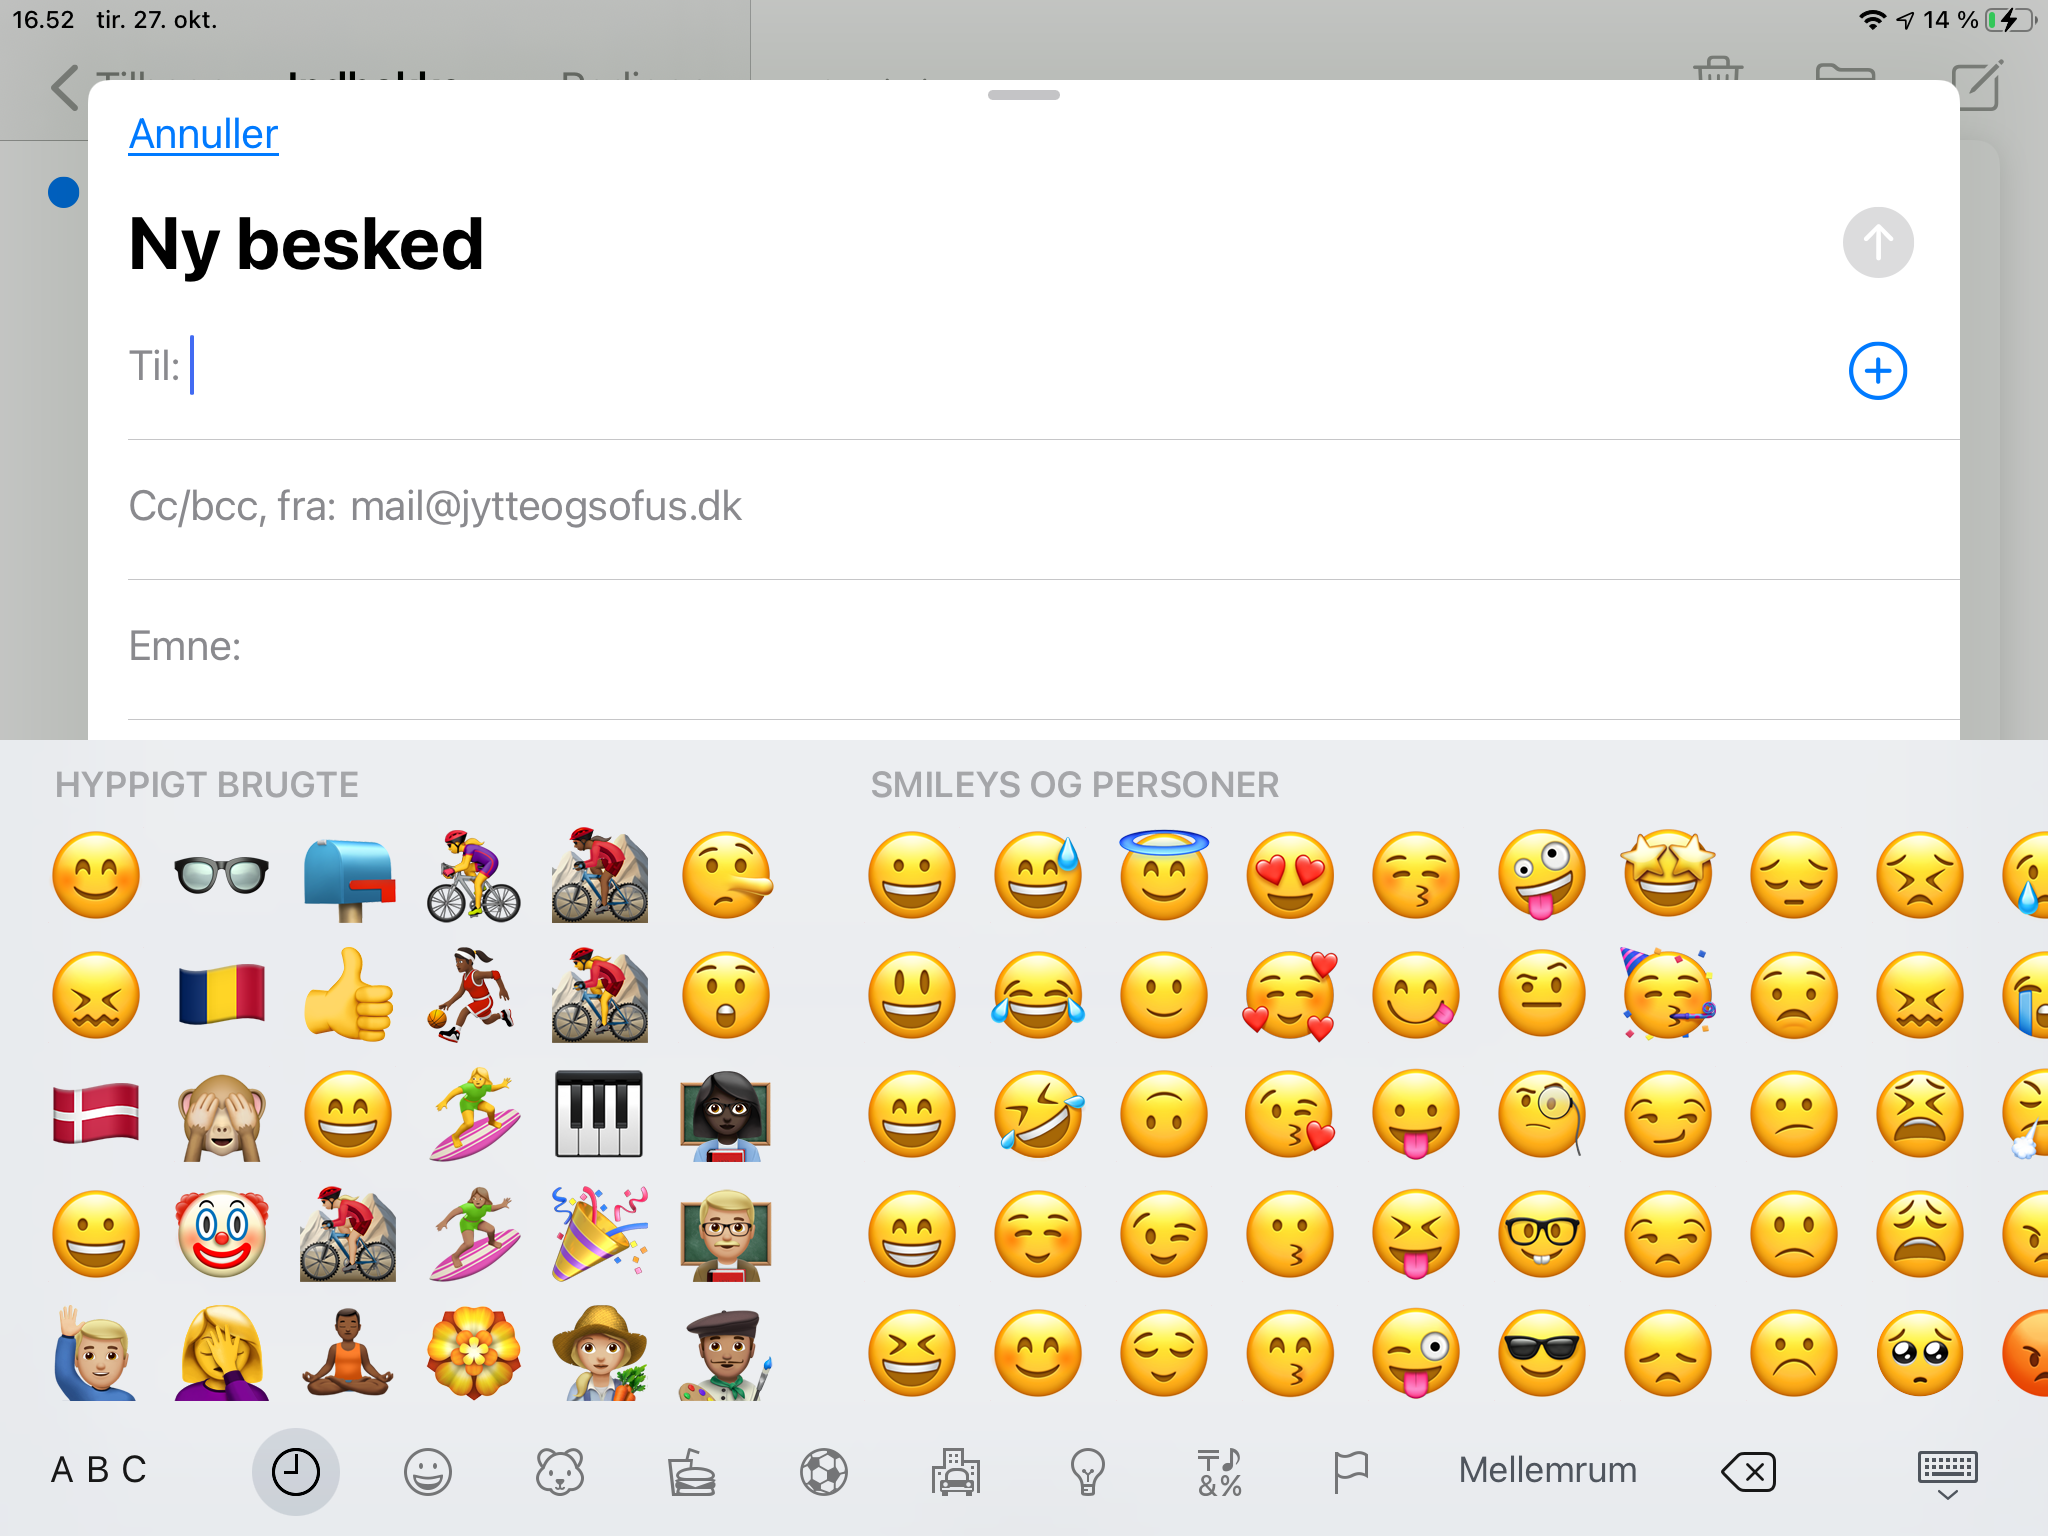 16.52 tir. 27. okt.
14 %
Annuller
Ny besked
Til:
Cc/bcc, fra: mail@jytteogsofus.dk
Emne:
HYPPIGT BRUGTE
SMILEYS OG PERSONER
A B C
&%
Mellemrum